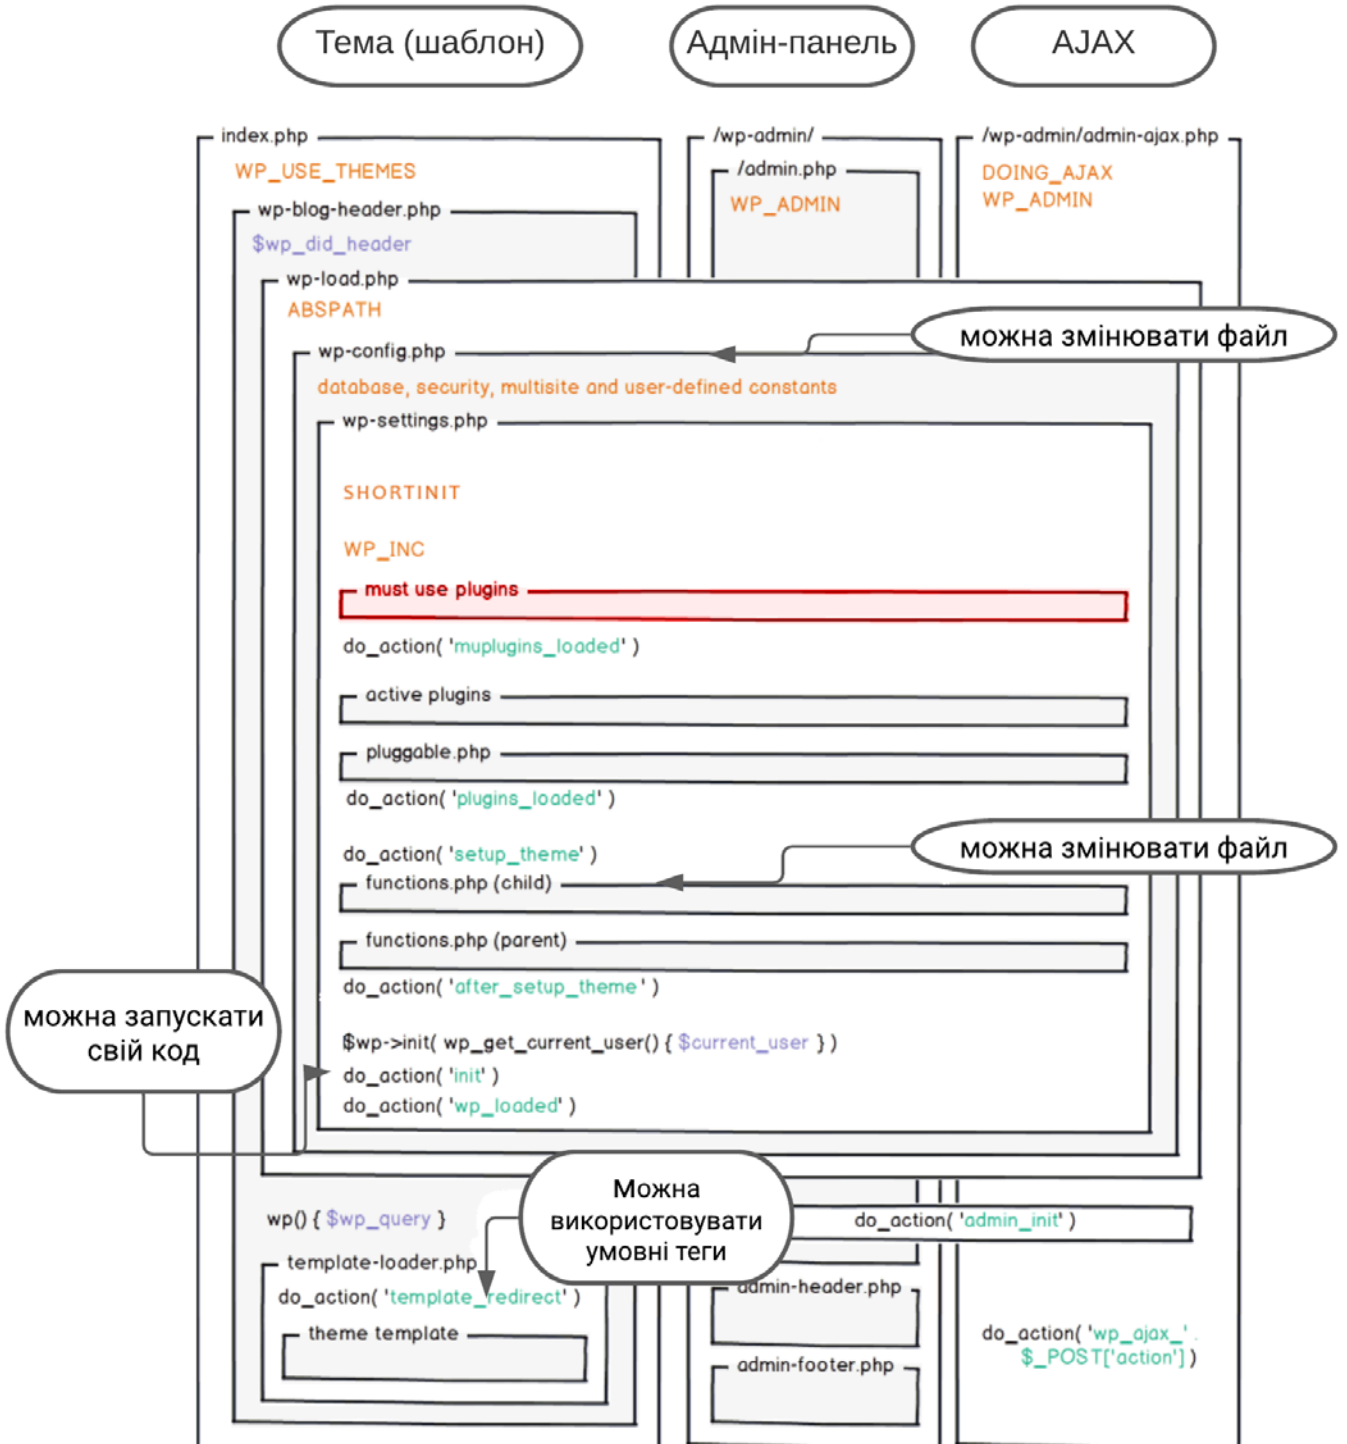 Тема (шаблон)
Адмін-панель
AJAX
index.php
/wp-admin/
/wp-admin/admin-ajax.php
WP_USE_THEMES
/admin.php
DOING_AJAX
WP_ADMIN
WP_ADMIN
wp-blog-header.php
$wp_did_header
wp-load.php
ABSPATH
можна змінювати файл
wp-config.php
database, security, multisite and user-defined constants
wp-settings.php
SHORTINIT
WP_INC
must use plugins
do_action( 'muplugins_loaded' )
active plugins
pluggable.php
do_action( 'plugins_loaded' )
можна змінювати файл
do_action( 'setup_theme' )
functions.php (child)
functions.php (parent)
do_action( 'after_setup_theme' )
можна запускати
свій код
$wp->init( wp_get_current_user() { $current_user } )
do_action( 'init' )
do_action( 'wp_loaded' )
Можна
використовувати
умовні теги
wp() { $wp_query }
do_action( 'admin_init' )
template-loader.php
do_action( 'template_redirect' )
admin-header.php
theme template
do_action( 'wp_ajax_' .
$_POST['action'] )
admin-footer.php